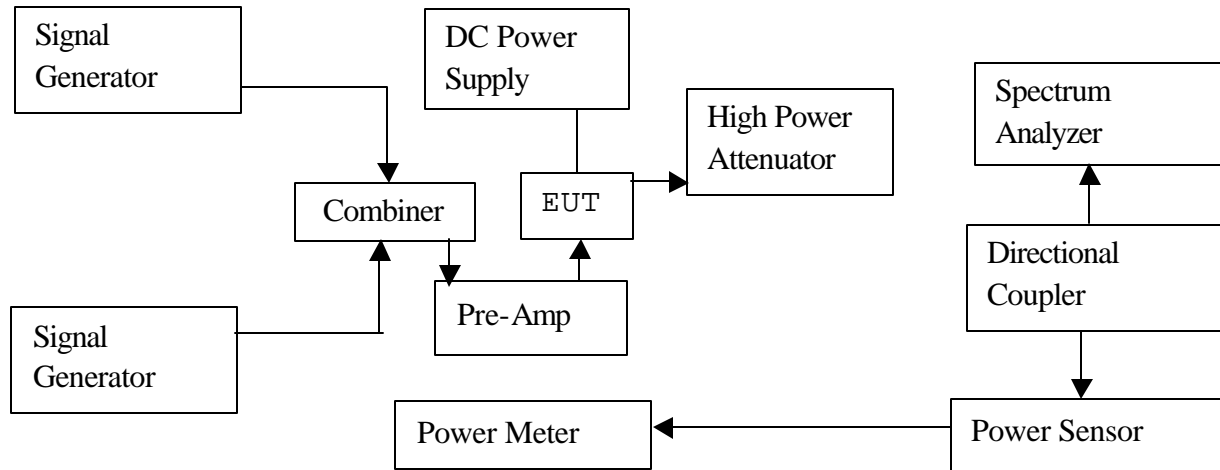 Signal
Generator
DC Power
Supply
High Power
Attenuator
Spectrum
Analyzer
Combiner
EUT
Directional
Coupler
Pre-Amp
Signal
Generator
Power Meter
Power Sensor